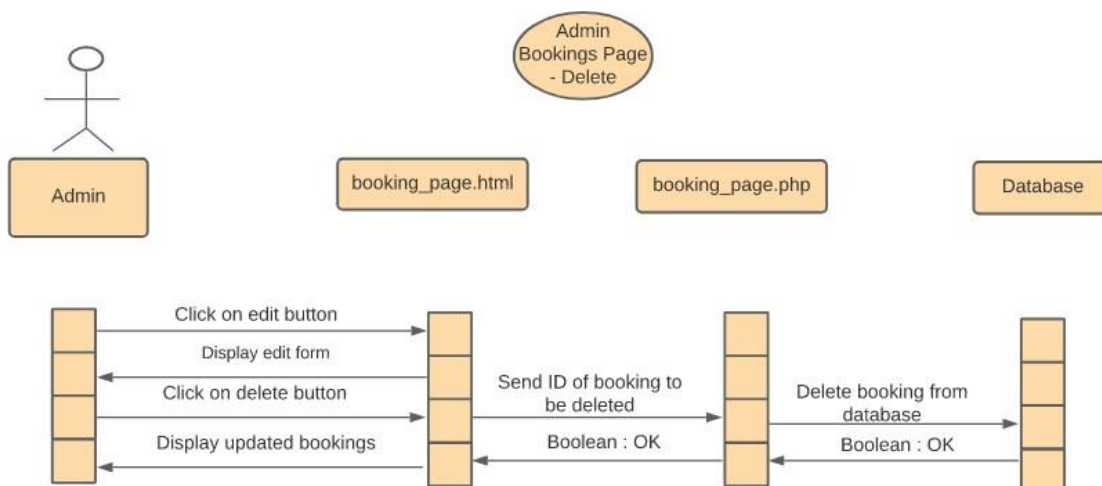 Admin
Bookings Page
- Delete
Admin
booking_page.html
booking_page.php
Database
Click on edit button
Display edit form
Click on delete button
Send ID of booking to
be deleted
Delete booking from
database
Display updated bookings
Boolean : OK
Boolean : OK